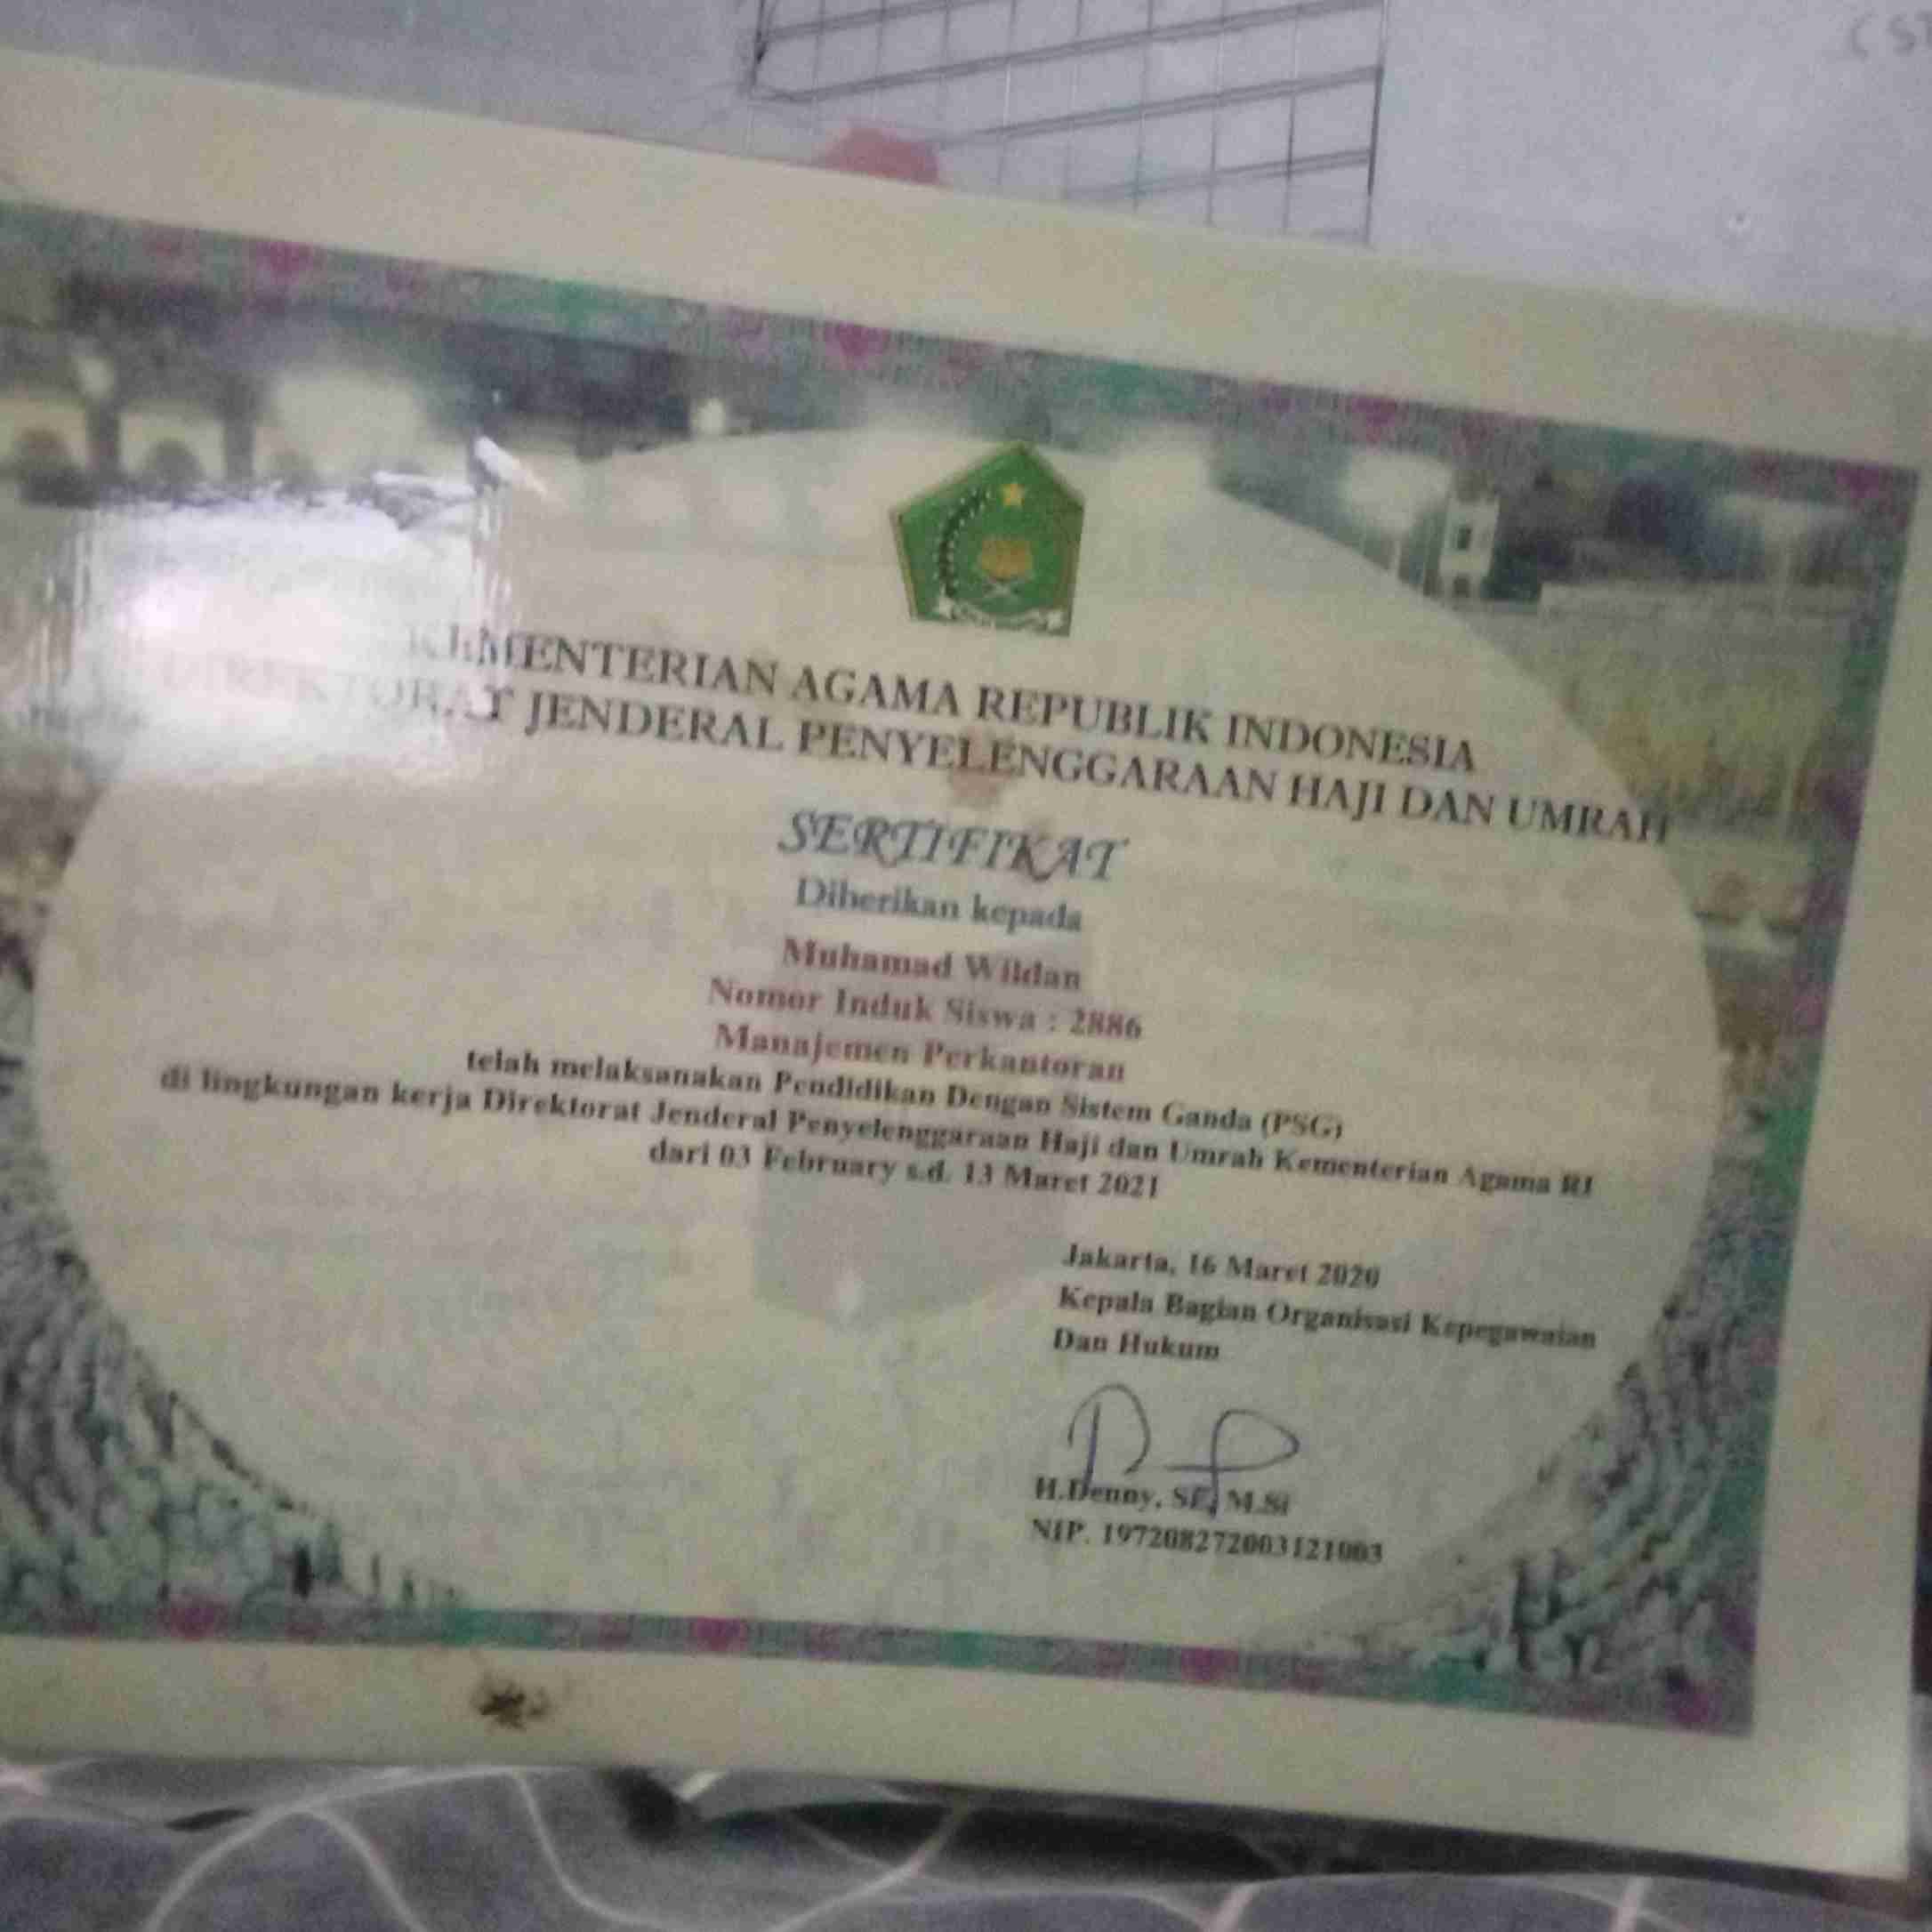 ( ST
KEMENTERIAN AGAMA REPUBLIK INDONESIA
DIREKTORAT JENDERAL PENYELENGGARAAN HAJI DAN UMRAH
SERTIFIKAT
Diberikan kepada
Muhamad Wildan
Nomor Induk Siswa : 2886
Manajemen Perkantoran
telah melaksanakan Pendidikan Dengan Sistem Ganda (PSG)
di lingkungan kerja Direktorat Jenderal Penyelenggaraan Haji dan Umrah Kementerian Agama RI
dari 03 February s.d. 13 Maret 2021
Jakarta, 16 Maret 2020
Kepala Bagian Organisasi Kepegawaian
Dan Hukum
H.Denny, SE, M.Si
NIP. 197208272003121003